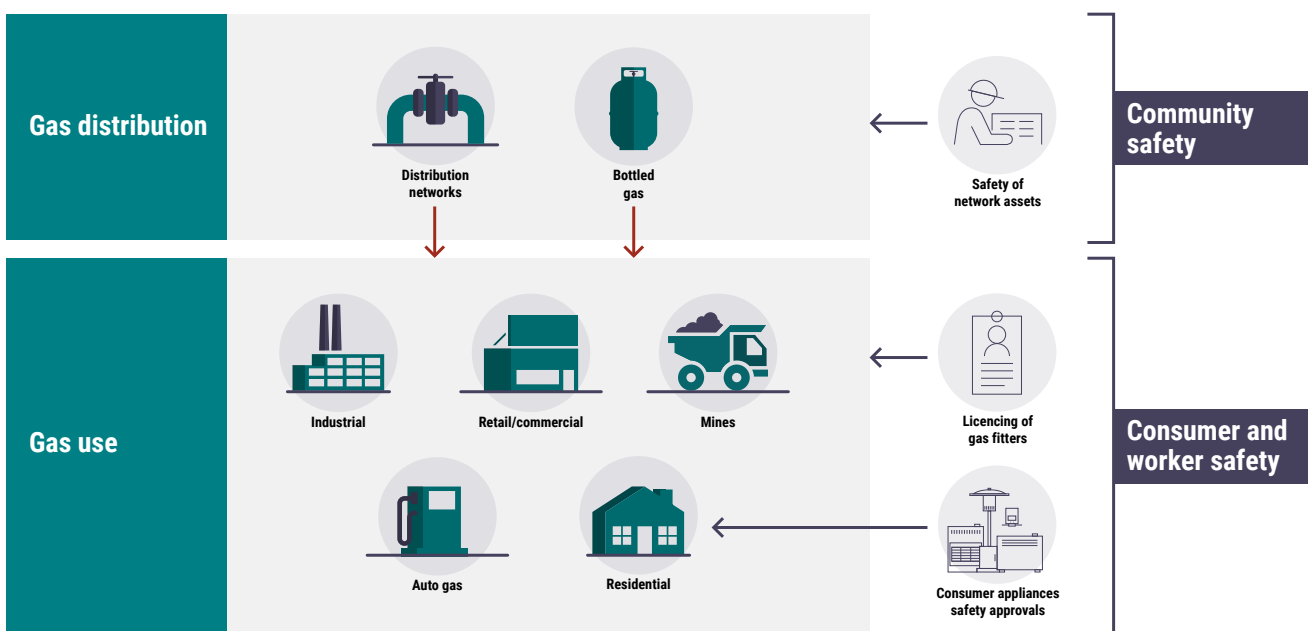 Gas distribution
Distribution
networks
Bottled
gas
Safety of
network assets
Community
safety
Gas use
Industrial
Retail/commercial
Mines
Licencing of
gas fitters
Consumer and
worker safety
Auto gas
Residential
Consumer appliances
safety approvals